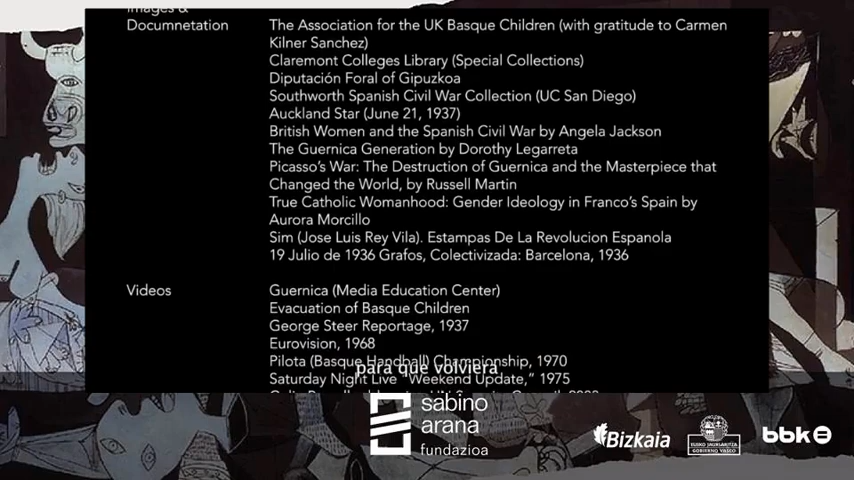 Images &
Documnetation
The Association for the UK Basque Children (with gratitude to Carmen
Kilner Sanchez)
Claremont Colleges Library (Special Collections)
Diputación Foral of Gipuzkoa
Southworth Spanish Civil War Collection (UC San Diego)
Auckland Star (June 21, 1937)
British Women and the Spanish Civil War by Angela Jackson
The Guernica Generation by Dorothy Legarreta
Picasso's War: The Destruction of Guernica and the Masterpiece that
Changed the World, by Russell Martin
True Catholic Womanhood: Gender Ideology in Franco's Spain by
Aurora Morcillo
Sim (Jose Luis Rey Vila). Estampas De La Revolucion Espanola
19 Julio de 1936 Grafos, Colectivizada: Barcelona, 1936
Videos
Guernica (Media Education Center)
Evacuation of Basque Children
George Steer Reportage, 1937
Eurovision, 1968
Pilota (Basque Handball) Championship, 1970
para que volviera
Saturday Night Live "Weekend Update," 1975
sabino
arana
fundazioa
Bizkaia
EUSKO JAURLARITZA
GOBIERNO VASCO
bbk